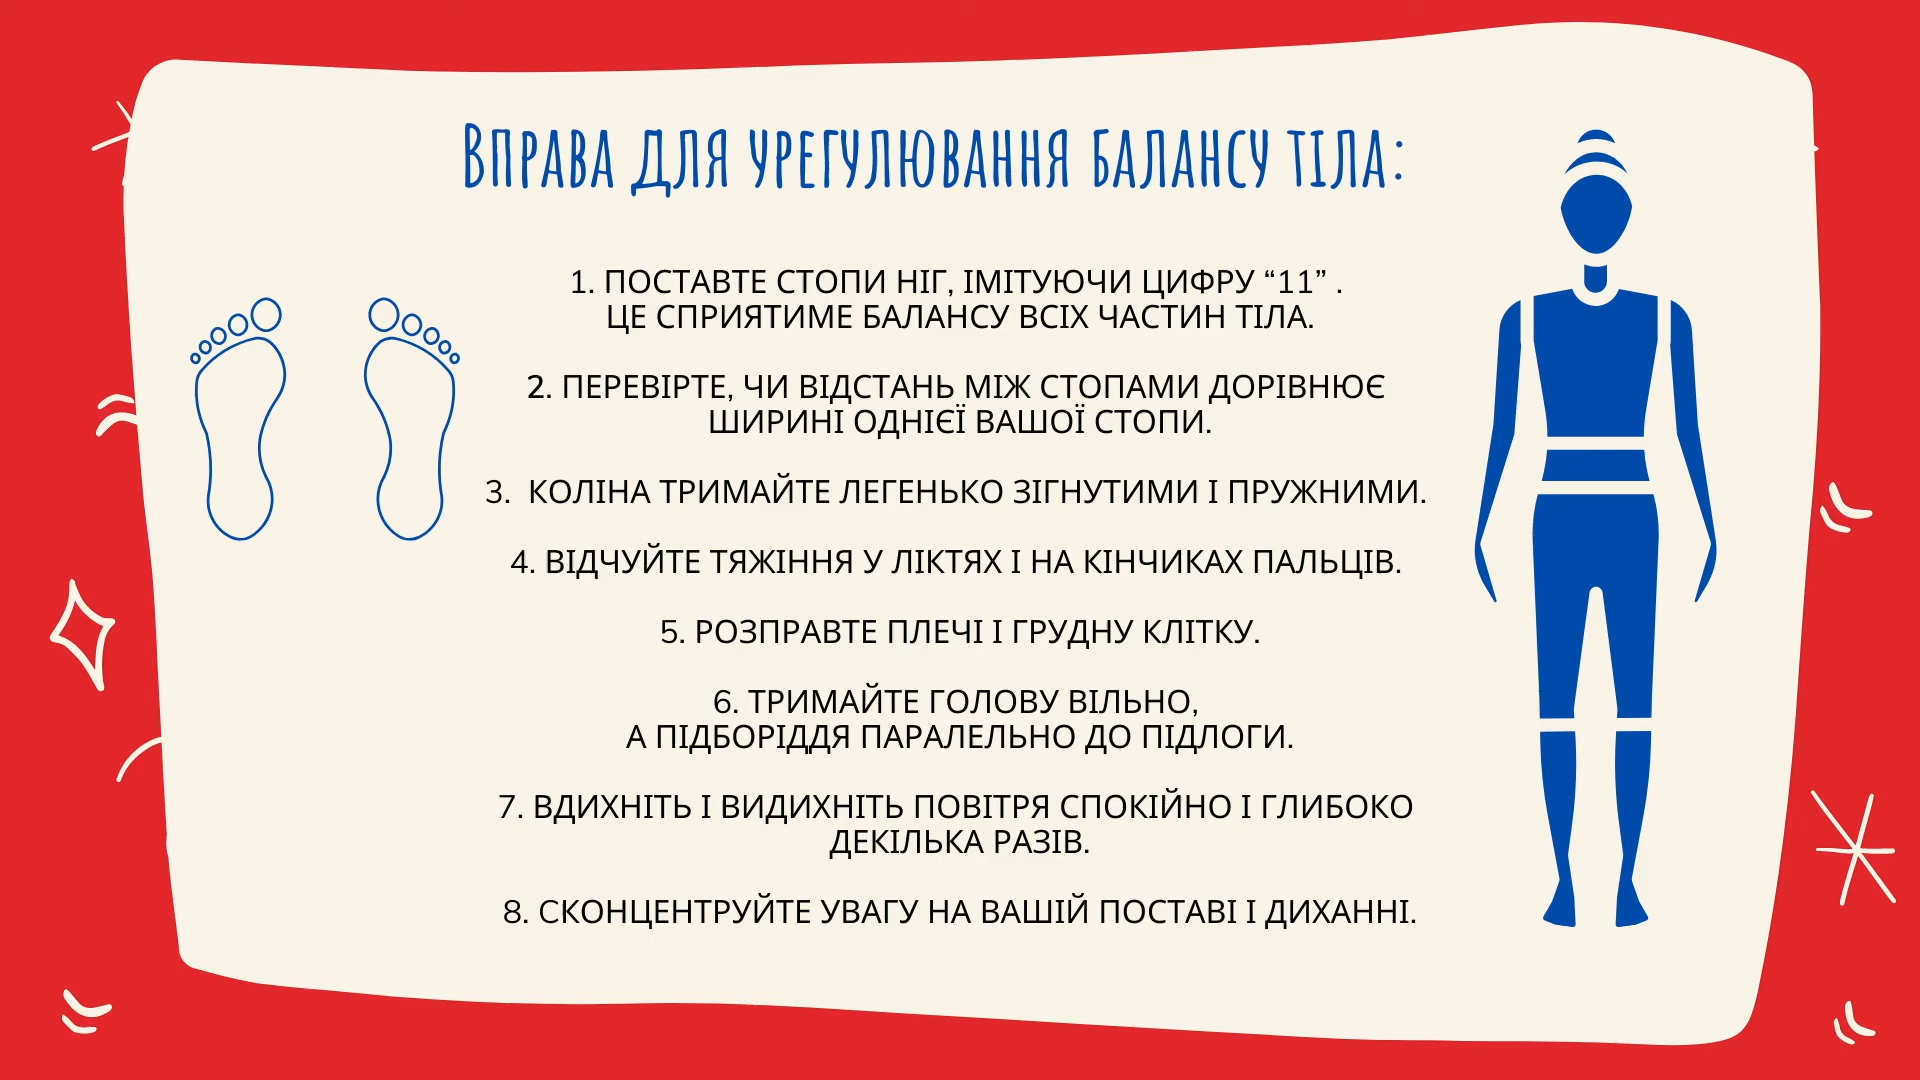 Вправа для урегулювання балансу тіла:
1. ПОСТАВТЕ СТОПИ НІГ, ІМІТУЮЧИ ЦИФРУ “11” .
ЦЕ СПРИЯТИМЕ БАЛАНСУ ВСІХ ЧАСТИН ТІЛА.
2. ПЕРЕВІРТЕ, ЧИ ВІДСТАНЬ МІЖ СТОПАМИ ДОРІВНЮЄ
ШИРИНІ ОДНІЄЇ ВАШОЇ СТОПИ.
3.  КОЛІНА ТРИМАЙТЕ ЛЕГЕНЬКО ЗІГНУТИМИ І ПРУЖНИМИ.
4. ВІДЧУЙТЕ ТЯЖІННЯ У ЛІКТЯХ І НА КІНЧИКАХ ПАЛЬЦІВ.
5. РОЗПРАВТЕ ПЛЕЧІ І ГРУДНУ КЛІТКУ.
6. ТРИМАЙТЕ ГОЛОВУ ВІЛЬНО,
А ПІДБОРІДДЯ ПАРАЛЕЛЬНО ДО ПІДЛОГИ.
7. ВДИХНІТЬ І ВИДИХНІТЬ ПОВІТРЯ СПОКІЙНО І ГЛИБОКО
ДЕКІЛЬКА РАЗІВ.
8. СКОНЦЕНТРУЙТЕ УВАГУ НА ВАШІЙ ПОСТАВІ І ДИХАННІ.